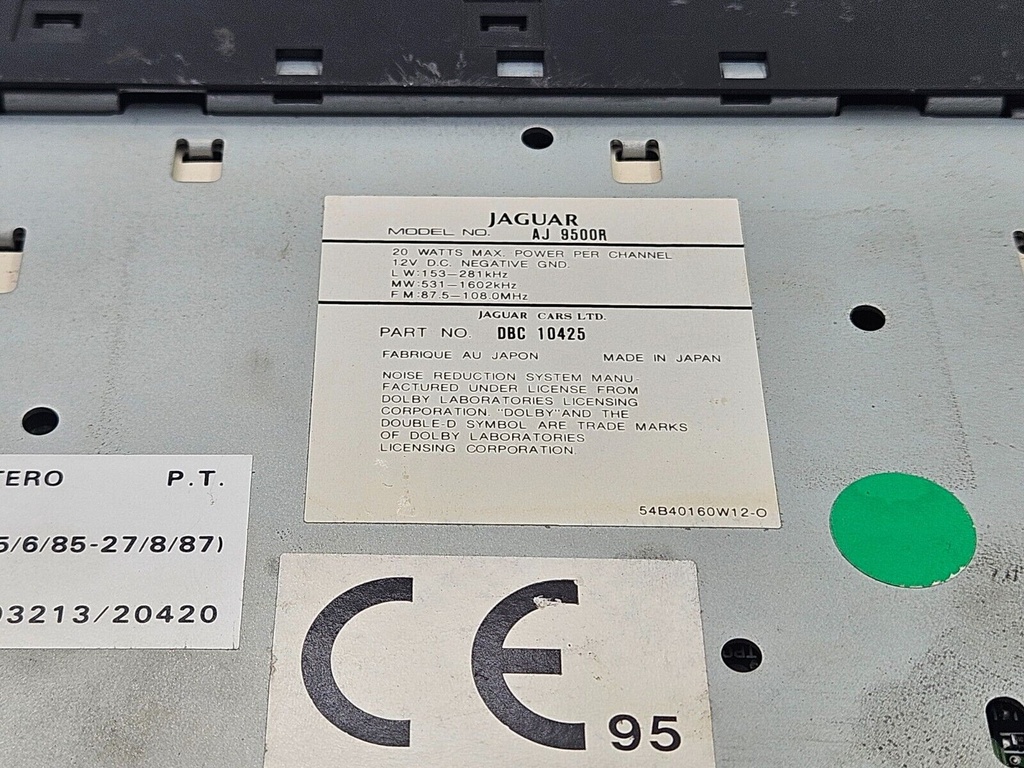 JAGUAR
MODEL NO. AJ 9500R
20 WATTS MAX. POWER PER CHANNEL
12V D.C. NEGATIVE GND.
L W:153-281kHz
MW:531-1602kHz
F M:87.5-108.0MHz
JAGUAR CARS LTD.
PART NO. DBC 10425
FABRIQUE AU JAPON MADE IN JAPAN
NOISE REDUCTION SYSTEM MANU-
FACTURED UNDER LICENSE FROM
DOLBY LABORATORIES LICENSING
CORPORATION. "DOLBY" AND THE
DOUBLE-D SYMBOL ARE TRADE MARKS
OF DOLBY LABORATORIES
LICENSING CORPORATION.
54B40160W12-O
TERO P.T.
5/6/85-27/8/87)
03213/20420
CE 95